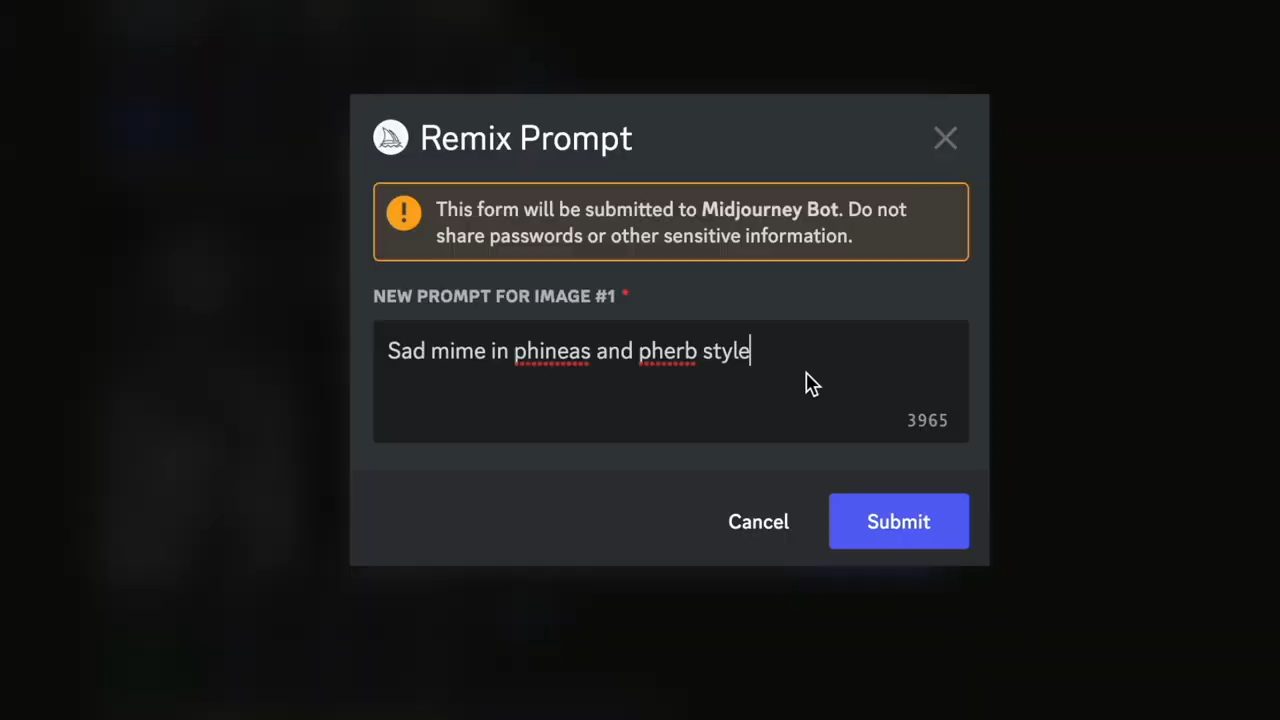 Remix Prompt
This form will be submitted to Midjourney Bot. Do not
share passwords or other sensitive information.
NEW PROMPT FOR IMAGE #1 *
Sad mime in phineas and pherb style
3965
Cancel
Submit